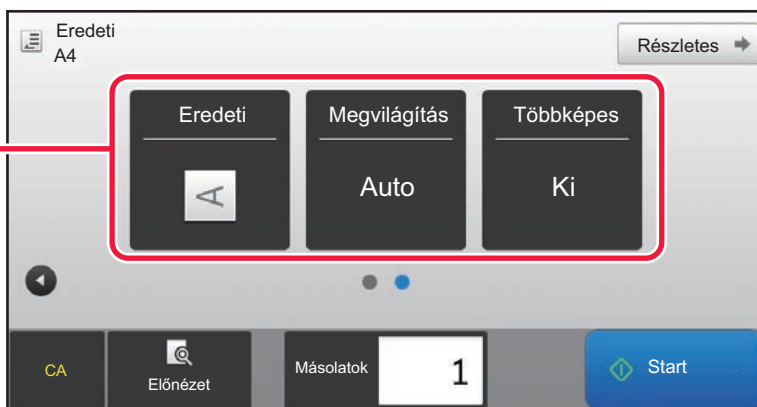 Eredeti
A4
Részletes
Eredeti
Megvilágítás
Többképes
A
Auto
Ki
CA
Előnézet
Másolatok
1
Start